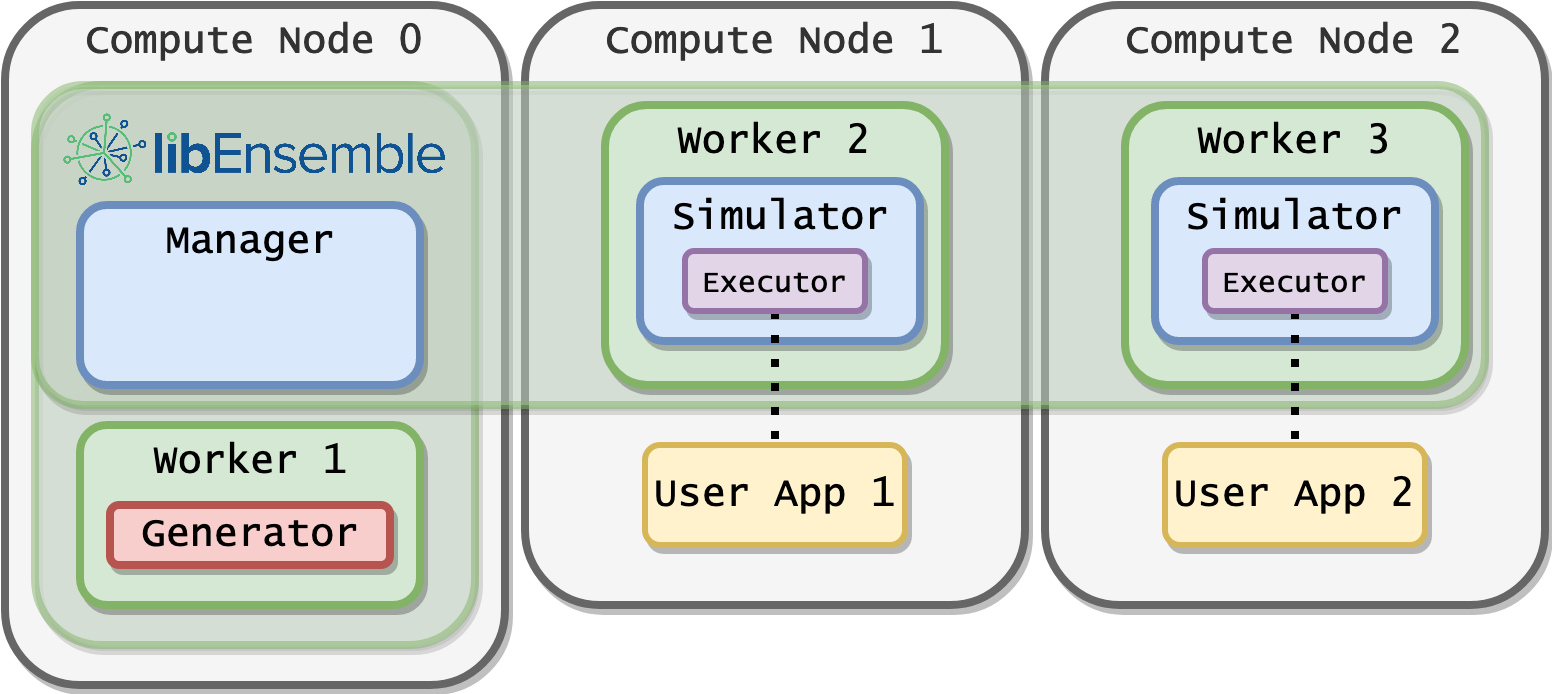 Compute Node 0
libEnsemble
Manager
Worker 1
Generator
Compute Node 1
Worker 2
Simulator
Executor
User App 1
Compute Node 2
Worker 3
Simulator
Executor
User App 2